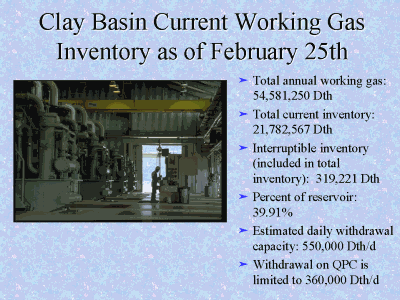 Clay Basin Current Working Gas
Inventory as of February 25th
➤ Total annual working gas:
54,581,250 Dth
➤ Total current inventory:
21,782,567 Dth
➤ Interruptible inventory
(included in total
inventory): 319,221 Dth
➤ Percent of reservoir:
39.91%
➤ Estimated daily withdrawal
capacity: 550,000 Dth/d
➤ Withdrawal on QPC is
limited to 360,000 Dth/d